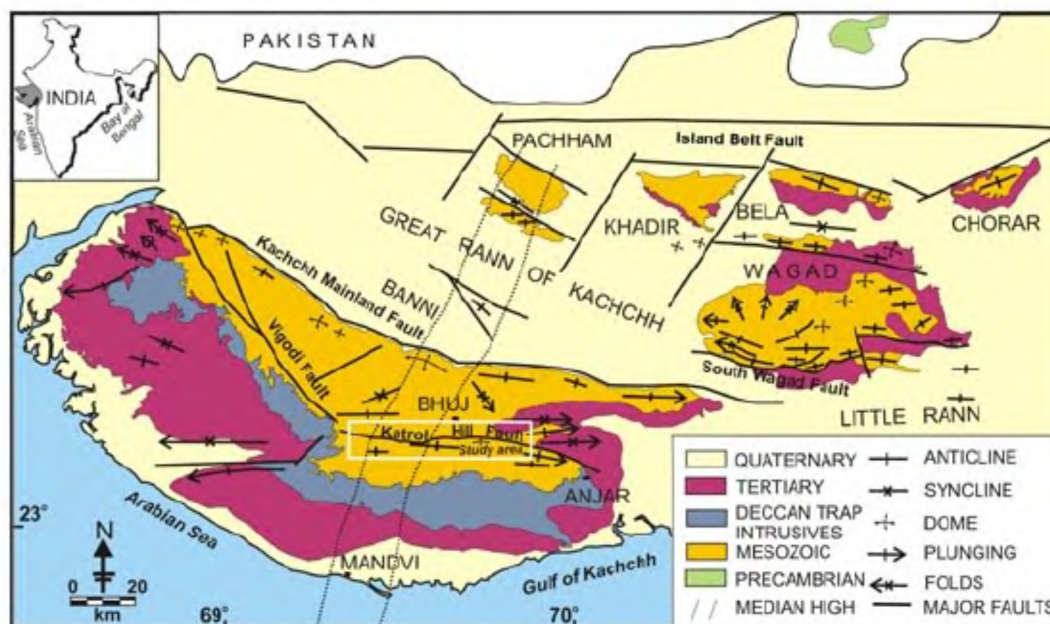 PAKISTAN
INDIA
Arabian
Sea
Bay of
Bengal
PACHHAM
Island Belt Fault
GREAT RANN OF KACHCHH
KHADIR
BELA
CHORAR
WAGAD
BANNI
Kachchh Mainland Fault
Vigodi Fault
South Wagad Fault
BHUJ
LITTLE RANN
Katrol Hill Fault
Study area
ANJAR
23°
Arabian Sea
MANDVI
Gulf of Kachchh
N
0 20
km
69°
70°
QUATERNARY
TERTIARY
DECCAN TRAP
INTRUSIVES
MESOZOIC
PRECAMBRIAN
MEDIAN HIGH
ANTICLINE
SYNCLINE
DOME
PLUNGING
FOLDS
MAJOR FAULTS